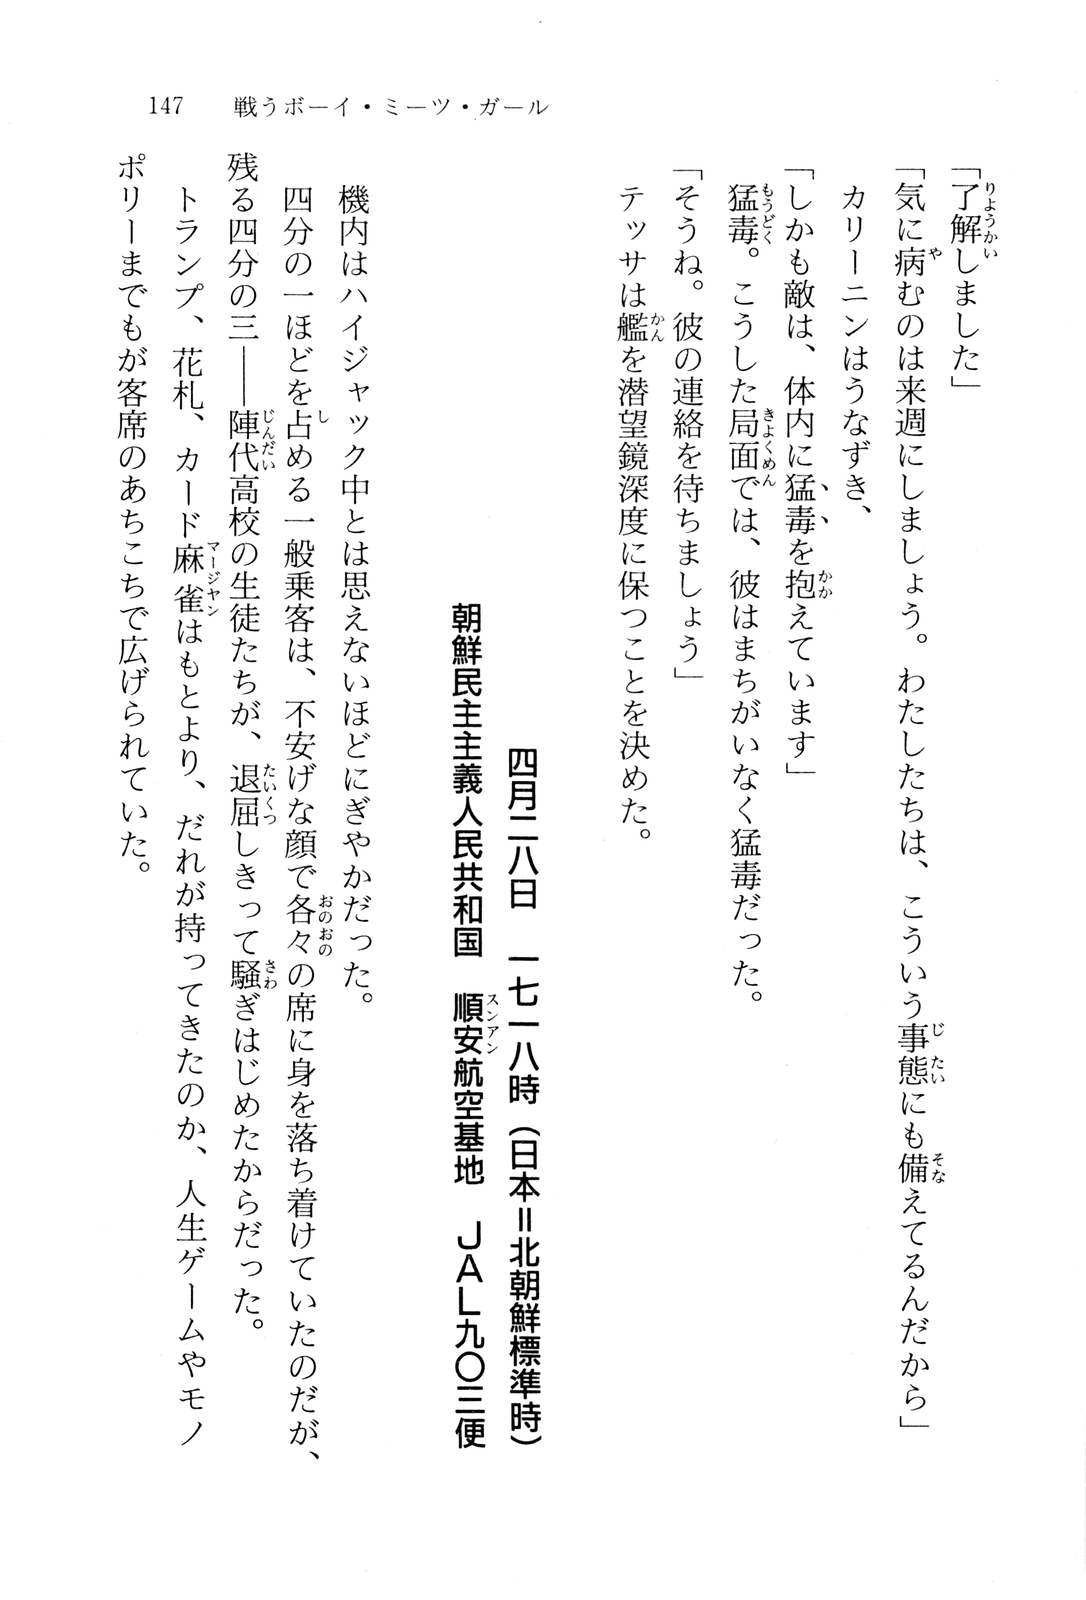 147　戦うボーイ・ミーツ・ガール
「了解しました」
「気に病むのは来週にしましょう。わたしたちは、こういう事態にも備えてるんだから」
カリーニンはうなずき、
「しかも敵は、体内に猛毒を抱えています」
猛毒。こうした局面では、彼はまちがいなく猛毒だった。
「そうね。彼の連絡を待ちましょう」
テッサは艦を潜望鏡深度に保つことを決めた。
四月二八日　一七一八時（日本＝北朝鮮標準時）
朝鮮民主主義人民共和国　順安航空基地　ＪＡＬ九〇三便
機内はハイジャック中とは思えないほどにぎやかだった。
四分の一ほどを占める一般乗客は、不安げな顔で各々の席に身を落ち着けていたのだが、
残る四分の三――陣代高校の生徒たちが、退屈しきって騒ぎはじめたからだった。
トランプ、花札、カード麻雀はもとより、だれが持ってきたのか、人生ゲームやモノ
ポリーまでもが客席のあちこちで広げられていた。